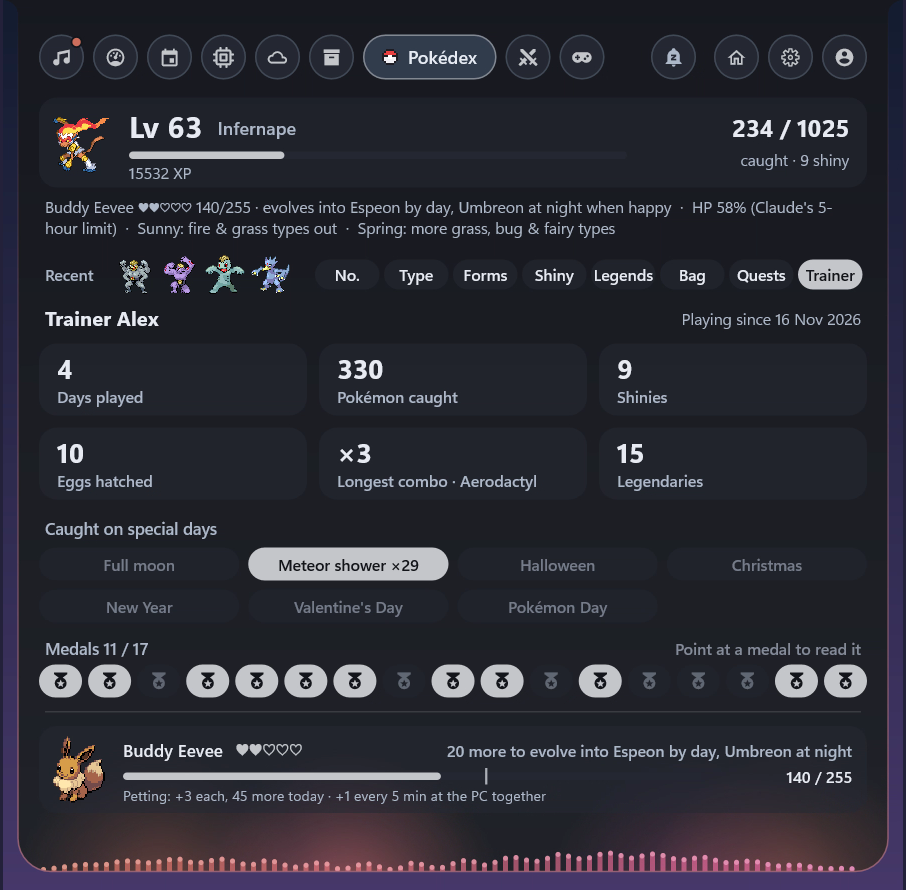 Pokédex
Lv 63 Infernape
234 / 1025
15532 XP
caught · 9 shiny
Buddy Eevee ♥♥♡♡♡ 140/255 · evolves into Espeon by day, Umbreon at night when happy · HP 58% (Claude's 5-
hour limit) · Sunny: fire & grass types out · Spring: more grass, bug & fairy types
Recent No. Type Forms Shiny Legends Bag Quests Trainer
Trainer Alex Playing since 16 Nov 2026
4 330 9
Days played Pokémon caught Shinies
10 ×3 15
Eggs hatched Longest combo · Aerodactyl Legendaries
Caught on special days
Full moon Meteor shower ×29 Halloween Christmas
New Year Valentine's Day Pokémon Day
Medals 11 / 17 Point at a medal to read it
Buddy Eevee ♥♥♡♡♡ 20 more to evolve into Espeon by day, Umbreon at night
140 / 255
Petting: +3 each, 45 more today · +1 every 5 min at the PC together